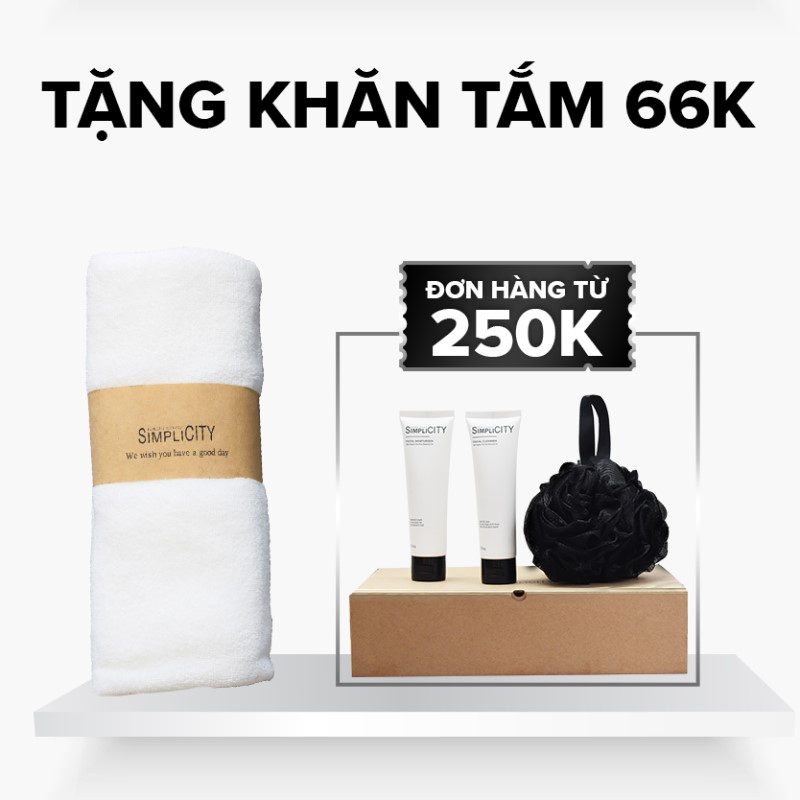 TẶNG KHĂN TẮM 66K
ĐƠN HÀNG TỪ
250K
SIMPLICITY
We wish you have a good day
SIMPLICITY
SIMPLICITY